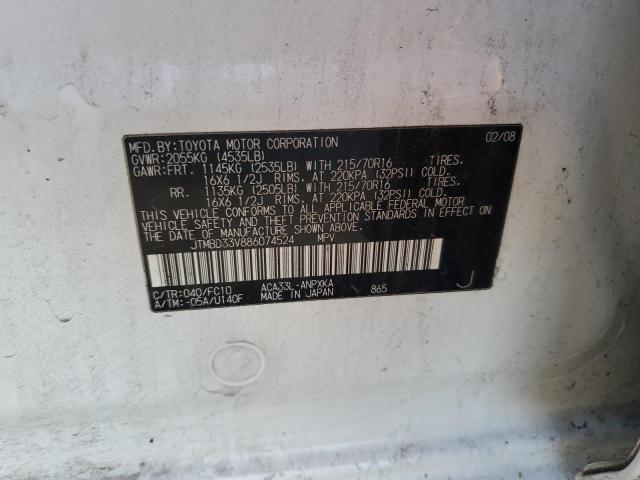 MFD.BY:TOYOTA MOTOR CORPORATION 02/08
GVWR:2055KG (4535LB)
GAWR:FRT. 1145KG (2535LB) WITH 215/70R16 TIRES.
16X6 1/2J RIMS. AT 220KPA (32PSI) COLD.
RR. 1135KG (2505LB) WITH 215/70R16 TIRES.
16X6 1/2J RIMS. AT 220KPA (32PSI) COLD.
THIS VEHICLE CONFORMS TO ALL APPLICABLE FEDERAL MOTOR
VEHICLE SAFETY AND THEFT PREVENTION STANDARDS IN EFFECT ON
THE DATE OF MANUFACTURE SHOWN ABOVE.
JTMBD33V886074524 MPV
C/TR:040/FC10 ACA33L-ANPXKA 865 J
A/TM:-05A/U140F MADE IN JAPAN